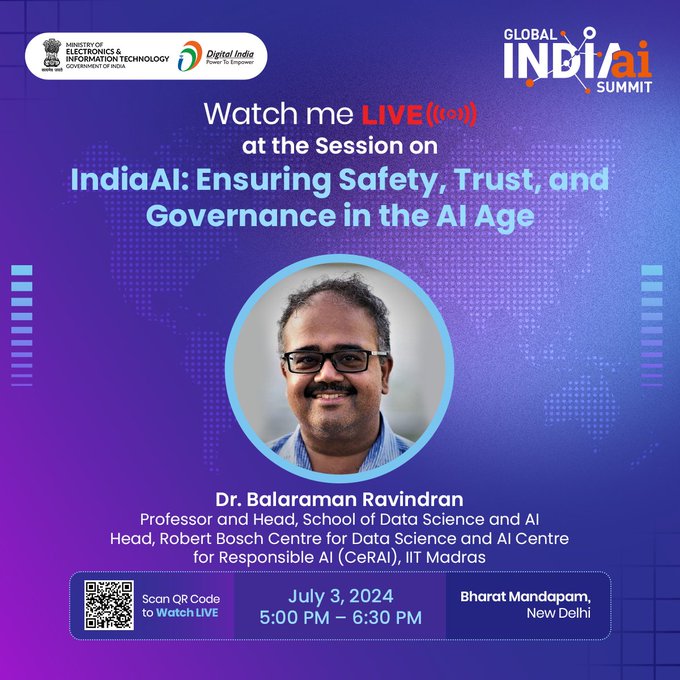 MINISTRY OF
ELECTRONICS &
INFORMATION TECHNOLOGY
GOVERNMENT OF INDIA
सत्यमेव जयते
Digital India
Power To Empower
GLOBAL
INDIAai
SUMMIT
Watch me LIVE
at the Session on
IndiaAI: Ensuring Safety, Trust, and
Governance in the AI Age
Dr. Balaraman Ravindran
Professor and Head, School of Data Science and AI
Head, Robert Bosch Centre for Data Science and AI Centre
for Responsible AI (CeRAI), IIT Madras
Scan QR Code
to Watch LIVE
July 3, 2024
5:00 PM – 6:30 PM
Bharat Mandapam,
New Delhi